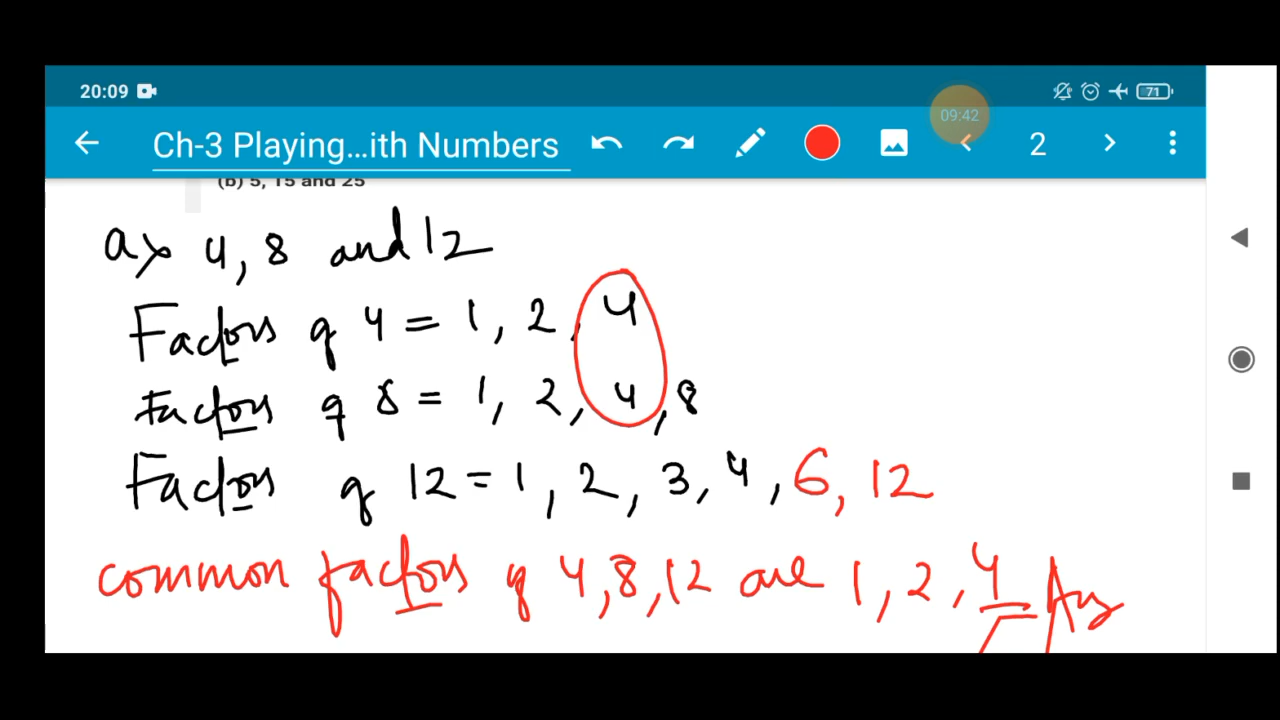 20:09 71
09:42
Ch-3 Playing...ith Numbers 2
(b) 5, 15 and 25
a> 4, 8 and 12
Factors of 4 = 1, 2, 4
Factors of 8 = 1, 2, 4, 8
Factors of 12 = 1, 2, 3, 4, 6, 12
common factors of 4, 8, 12 are 1, 2, 4 Ans